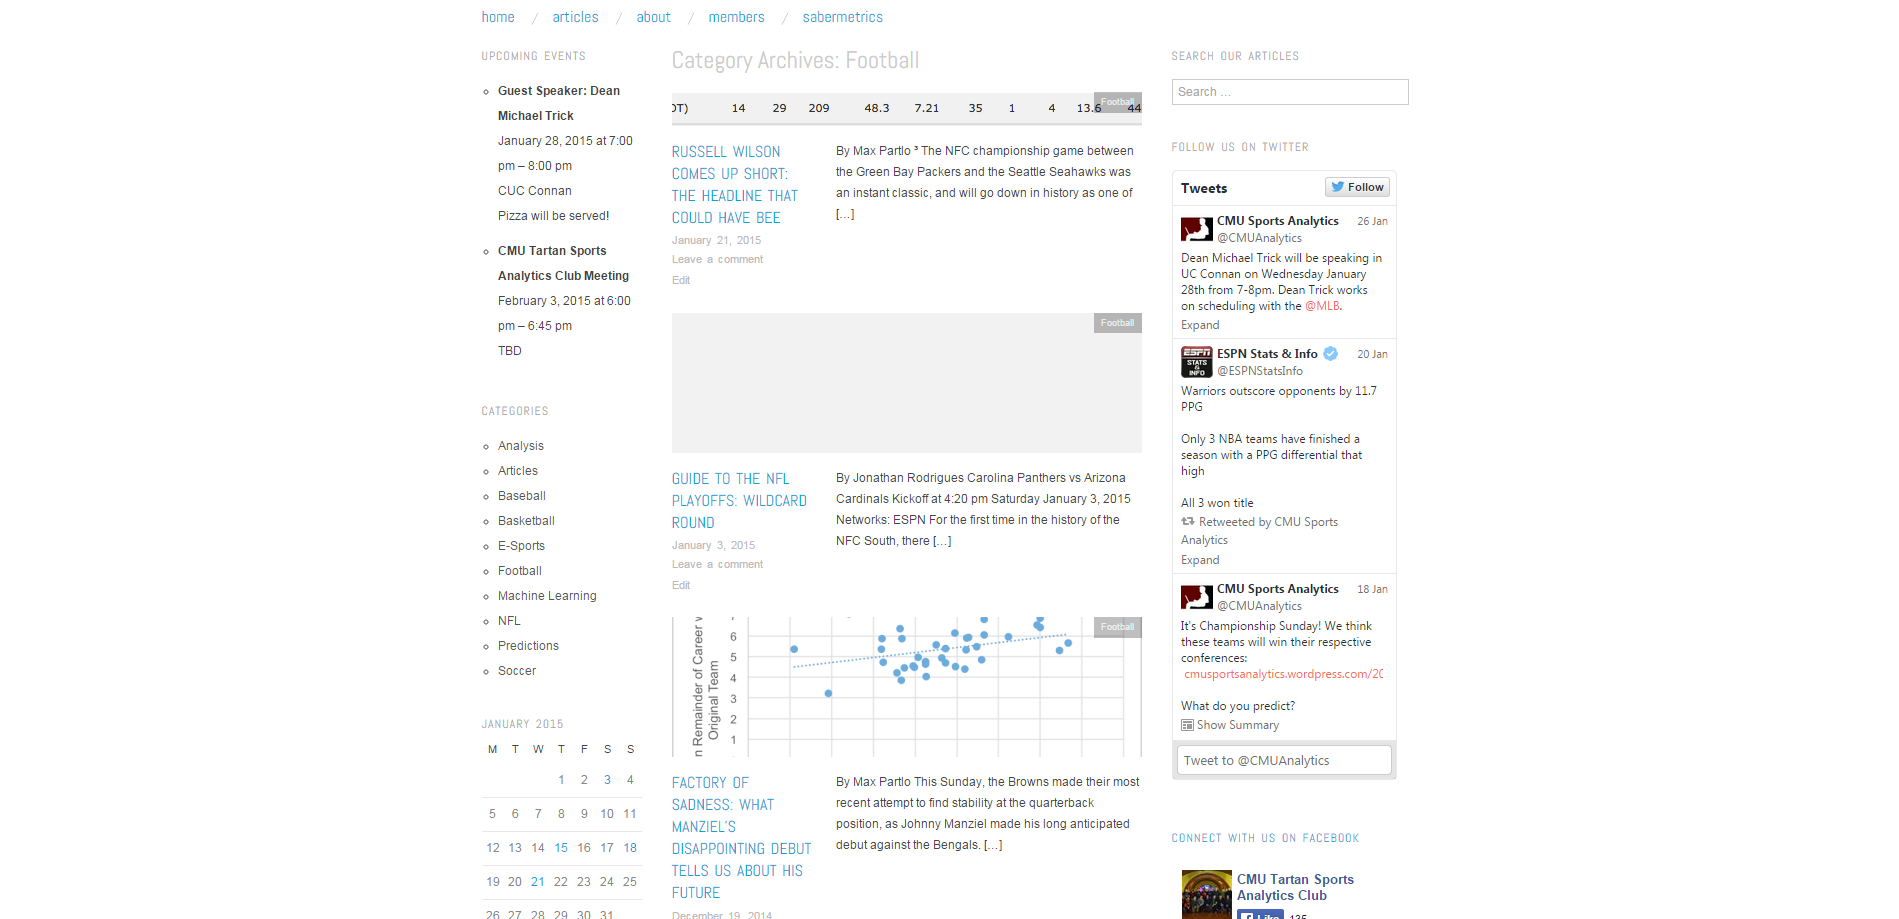 home / articles / about / members / sabermetrics
UPCOMING EVENTS
Guest Speaker: Dean
Michael Trick
January 28, 2015 at 7:00
pm – 8:00 pm
CUC Connan
Pizza will be served!
CMU Tartan Sports
Analytics Club Meeting
February 3, 2015 at 6:00
pm – 6:45 pm
TBD
CATEGORIES
Analysis
Articles
Baseball
Basketball
E-Sports
Football
Machine Learning
NFL
Predictions
Soccer
JANUARY 2015
M T W T F S S
1 2 3 4
5 6 7 8 9 10 11
12 13 14 15 16 17 18
19 20 21 22 23 24 25
26 27 28 29 30 31
Category Archives: Football
OT) 14 29 209 48.3 7.21 35 1 4 13.6 44
Football
RUSSELL WILSON
COMES UP SHORT:
THE HEADLINE THAT
COULD HAVE BEE
January 21, 2015
Leave a comment
Edit
By Max Partlo ³ The NFC championship game between
the Green Bay Packers and the Seattle Seahawks was
an instant classic, and will go down in history as one of
[…]
Football
GUIDE TO THE NFL
PLAYOFFS: WILDCARD
ROUND
January 3, 2015
Leave a comment
Edit
By Jonathan Rodrigues Carolina Panthers vs Arizona
Cardinals Kickoff at 4:20 pm Saturday January 3, 2015
Networks: ESPN For the first time in the history of the
NFC South, there […]
Football
n Remainder of Career
Original Team
6
5
4
3
2
1
FACTORY OF
SADNESS: WHAT
MANZIEL'S
DISAPPOINTING DEBUT
TELLS US ABOUT HIS
FUTURE
December 19, 2014
By Max Partlo This Sunday, the Browns made their most
recent attempt to find stability at the quarterback
position, as Johnny Manziel made his long anticipated
debut against the Bengals. […]
SEARCH OUR ARTICLES
Search …
FOLLOW US ON TWITTER
Tweets Follow
CMU Sports Analytics 26 Jan
@CMUAnalytics
Dean Michael Trick will be speaking in
UC Connan on Wednesday January
28th from 7-8pm. Dean Trick works
on scheduling with the @MLB.
Expand
ESPN STATS & INFO
ESPN Stats & Info 20 Jan
@ESPNStatsInfo
Warriors outscore opponents by 11.7
PPG
Only 3 NBA teams have finished a
season with a PPG differential that
high
All 3 won title
Retweeted by CMU Sports
Analytics
Expand
CMU Sports Analytics 18 Jan
@CMUAnalytics
It's Championship Sunday! We think
these teams will win their respective
conferences:
cmusportsanalytics.wordpress.com/20
What do you predict?
Show Summary
Tweet to @CMUAnalytics
CONNECT WITH US ON FACEBOOK
CMU Tartan Sports
Analytics Club
Like 135